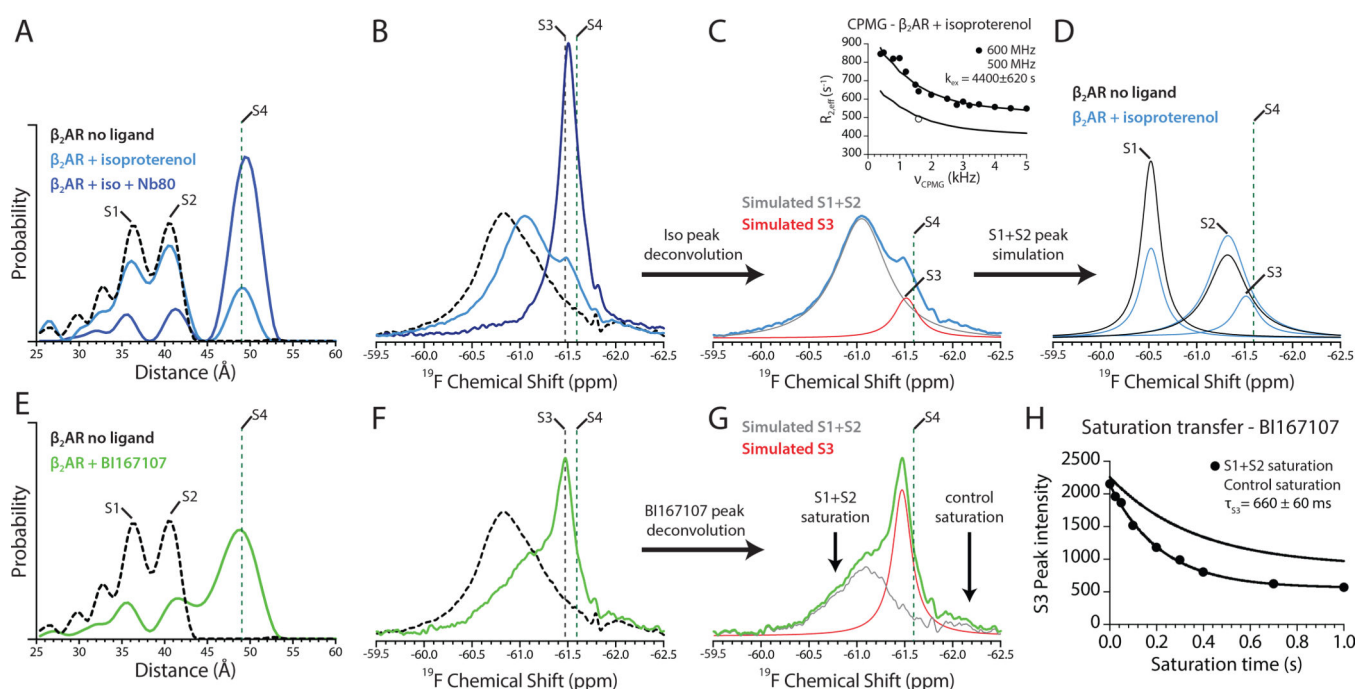 A
β₂AR no ligand
β₂AR + isoproterenol
β₂AR + iso + Nb80
S1
S2
S4
Probability
25 30 35 40 45 50 55 60
Distance (Å)
B
S3
S4
-59.5 -60.0 -60.5 -61.0 -61.5 -62.0 -62.5
¹⁹F Chemical Shift (ppm)
Iso peak
deconvolution
C
CPMG - β₂AR + isoproterenol
900
800
700
600
500
400
300
R₂,eff (s⁻¹)
600 MHz
500 MHz
kₑₓ = 4400±620 s
0 1 2 3 4 5
ν_CPMG (kHz)
Simulated S1+S2
Simulated S3
S4
S3
-59.5 -60.0 -60.5 -61.0 -61.5 -62.0 -62.5
¹⁹F Chemical Shift (ppm)
S1+S2 peak
simulation
D
β₂AR no ligand
β₂AR + isoproterenol
S4
S1
S2
S3
-59.5 -60.0 -60.5 -61.0 -61.5 -62.0 -62.5
¹⁹F Chemical Shift (ppm)
E
β₂AR no ligand
β₂AR + BI167107
S1
S2
S4
Probability
25 30 35 40 45 50 55 60
Distance (Å)
F
S3
S4
-59.5 -60.0 -60.5 -61.0 -61.5 -62.0 -62.5
¹⁹F Chemical Shift (ppm)
BI167107 peak
deconvolution
G
Simulated S1+S2
Simulated S3
S4
S1+S2
saturation
control
saturation
-59.5 -60.0 -60.5 -61.0 -61.5 -62.0 -62.5
¹⁹F Chemical Shift (ppm)
H
Saturation transfer - BI167107
2500
2000
1500
1000
500
0
S3 Peak intensity
S1+S2 saturation
Control saturation
τ_S3 = 660 ± 60 ms
0.0 0.2 0.4 0.6 0.8 1.0
Saturation time (s)